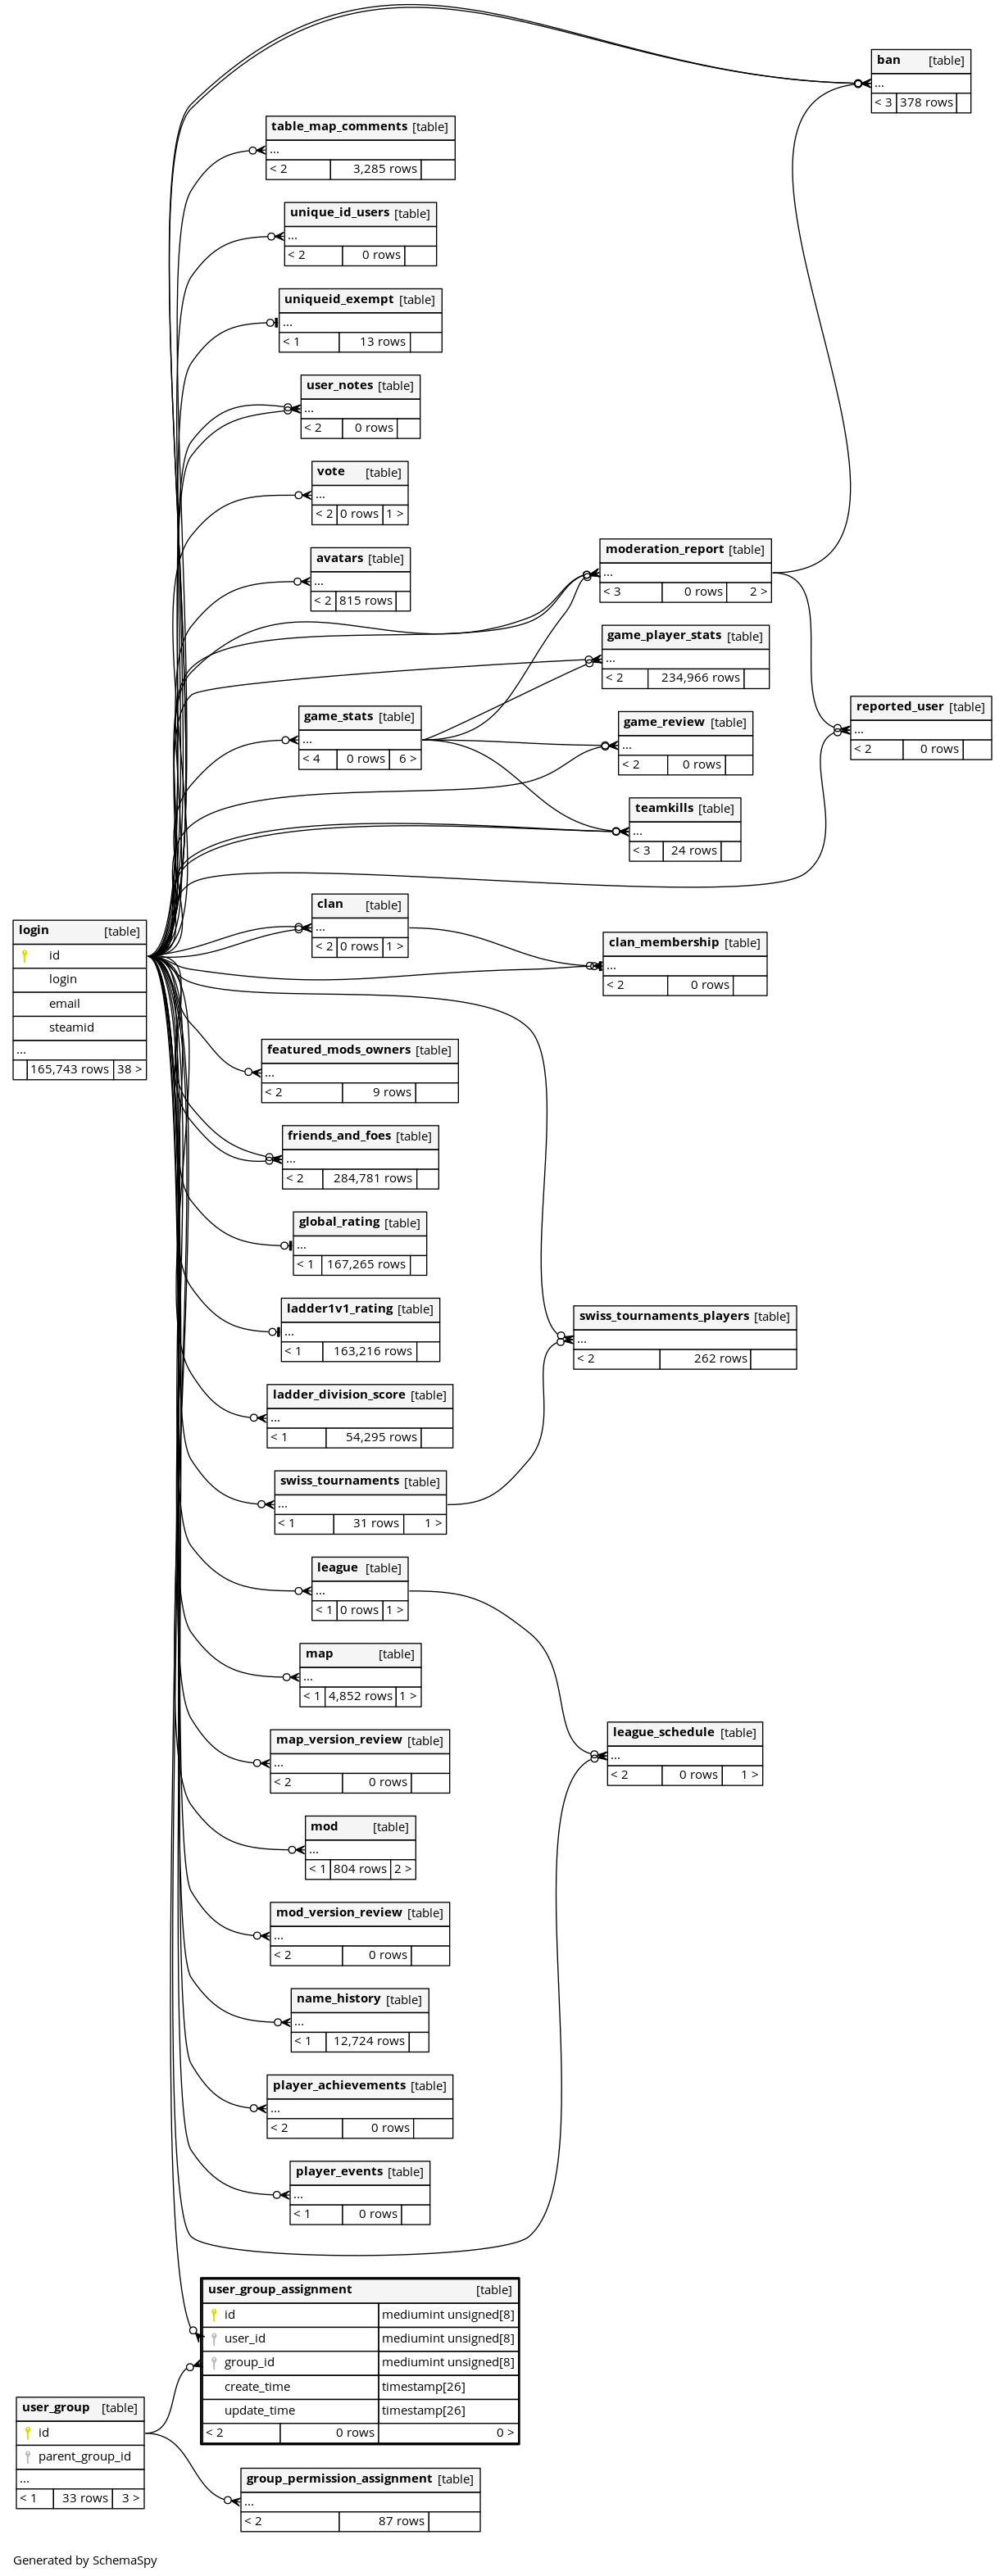 ban [table]
...
< 3 378 rows
table_map_comments [table]
...
< 2 3,285 rows
unique_id_users [table]
...
< 2 0 rows
uniqueid_exempt [table]
...
< 1 13 rows
user_notes [table]
...
< 2 0 rows
vote [table]
...
< 2 0 rows 1 >
avatars [table]
...
< 2 815 rows
moderation_report [table]
...
< 3 0 rows 2 >
game_player_stats [table]
...
< 2 234,966 rows
reported_user [table]
...
< 2 0 rows
game_stats [table]
...
< 4 0 rows 6 >
game_review [table]
...
< 2 0 rows
teamkills [table]
...
< 3 24 rows
clan [table]
...
< 2 0 rows 1 >
login [table]
id
login
email
steamid
...
165,743 rows 38 >
clan_membership [table]
...
< 2 0 rows
featured_mods_owners [table]
...
< 2 9 rows
friends_and_foes [table]
...
< 2 284,781 rows
global_rating [table]
...
< 1 167,265 rows
ladder1v1_rating [table]
...
< 1 163,216 rows
swiss_tournaments_players [table]
...
< 2 262 rows
ladder_division_score [table]
...
< 1 54,295 rows
swiss_tournaments [table]
...
< 1 31 rows 1 >
league [table]
...
< 1 0 rows 1 >
map [table]
...
< 1 4,852 rows 1 >
league_schedule [table]
...
< 2 0 rows 1 >
map_version_review [table]
...
< 2 0 rows
mod [table]
...
< 1 804 rows 2 >
mod_version_review [table]
...
< 2 0 rows
name_history [table]
...
< 1 12,724 rows
player_achievements [table]
...
< 2 0 rows
player_events [table]
...
< 1 0 rows
user_group_assignment [table]
id mediumint unsigned[8]
user_id mediumint unsigned[8]
group_id mediumint unsigned[8]
create_time timestamp[26]
update_time timestamp[26]
< 2 0 rows 0 >
user_group [table]
id
parent_group_id
...
< 1 33 rows 3 >
group_permission_assignment [table]
...
< 2 87 rows
Generated by SchemaSpy